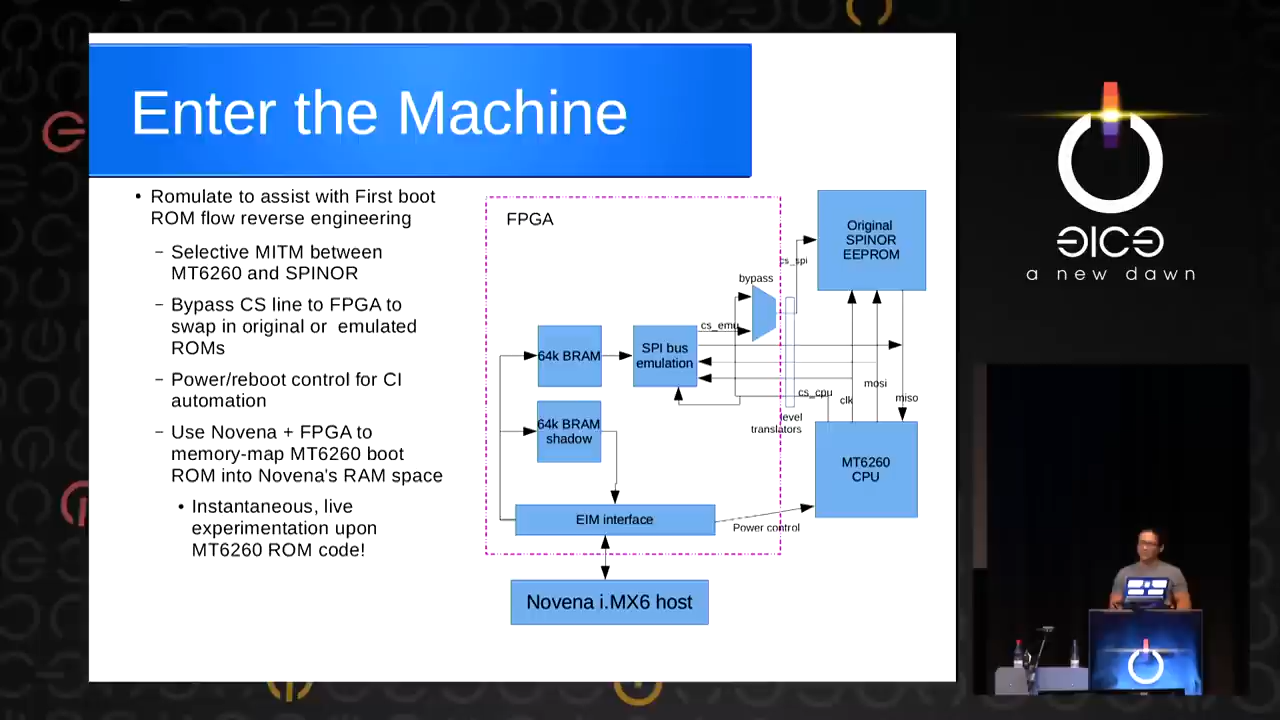 Enter the Machine
• Romulate to assist with First boot
ROM flow reverse engineering
– Selective MITM between
MT6260 and SPINOR
– Bypass CS line to FPGA to
swap in original or emulated
ROMs
– Power/reboot control for CI
automation
– Use Novena + FPGA to
memory-map MT6260 boot
ROM into Novena's RAM space
• Instantaneous, live
experimentation upon
MT6260 ROM code!
FPGA
Original
SPINOR
EEPROM
cs_spi
bypass
cs_emu
64k BRAM
SPI bus
emulation
mosi
cs_cpu
clk
miso
level
translators
64k BRAM
shadow
MT6260
CPU
EIM interface
Power control
Novena i.MX6 host
a new dawn